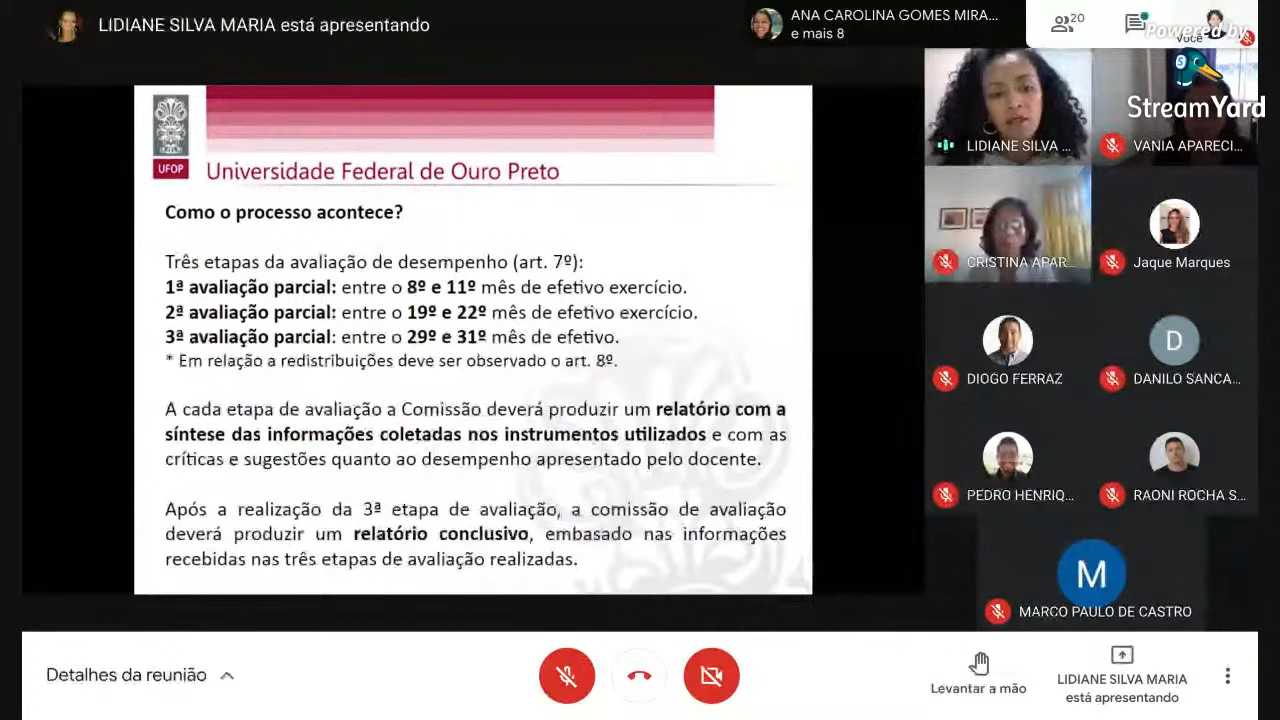 LIDIANE SILVA MARIA está apresentando
ANA CAROLINA GOMES MIRA...
e mais 8
20
Você
Powered by
StreamYard
UFOP
Universidade Federal de Ouro Preto
Como o processo acontece?
Três etapas da avaliação de desempenho (art. 7º):
1ª avaliação parcial: entre o 8º e 11º mês de efetivo exercício.
2ª avaliação parcial: entre o 19º e 22º mês de efetivo exercício.
3ª avaliação parcial: entre o 29º e 31º mês de efetivo.
* Em relação a redistribuições deve ser observado o art. 8º.
A cada etapa de avaliação a Comissão deverá produzir um relatório com a
síntese das informações coletadas nos instrumentos utilizados e com as
críticas e sugestões quanto ao desempenho apresentado pelo docente.
Após a realização da 3ª etapa de avaliação, a comissão de avaliação
deverá produzir um relatório conclusivo, embasado nas informações
recebidas nas três etapas de avaliação realizadas.
LIDIANE SILVA ...
VANIA APARECI...
CRISTINA APAR...
Jaque Marques
DIOGO FERRAZ
D
DANILO SANCA...
PEDRO HENRIQ...
RAONI ROCHA S...
M
MARCO PAULO DE CASTRO
Detalhes da reunião
Levantar a mão
LIDIANE SILVA MARIA
está apresentando